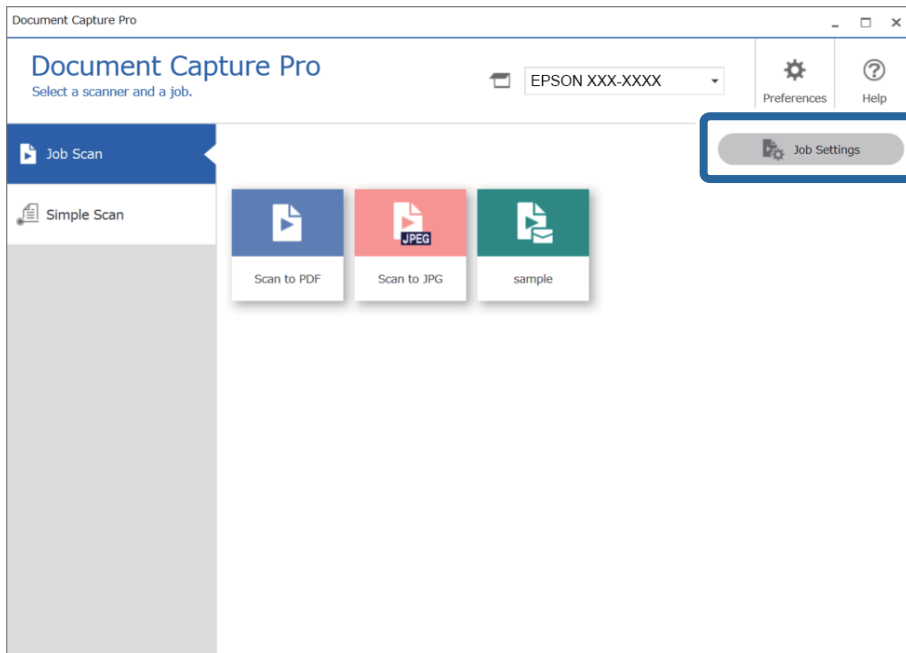 Document Capture Pro
Document Capture Pro
Select a scanner and a job.
EPSON XXX-XXXX
Preferences
Help
Job Scan
Job Settings
Simple Scan
JPEG
Scan to PDF
Scan to JPG
sample